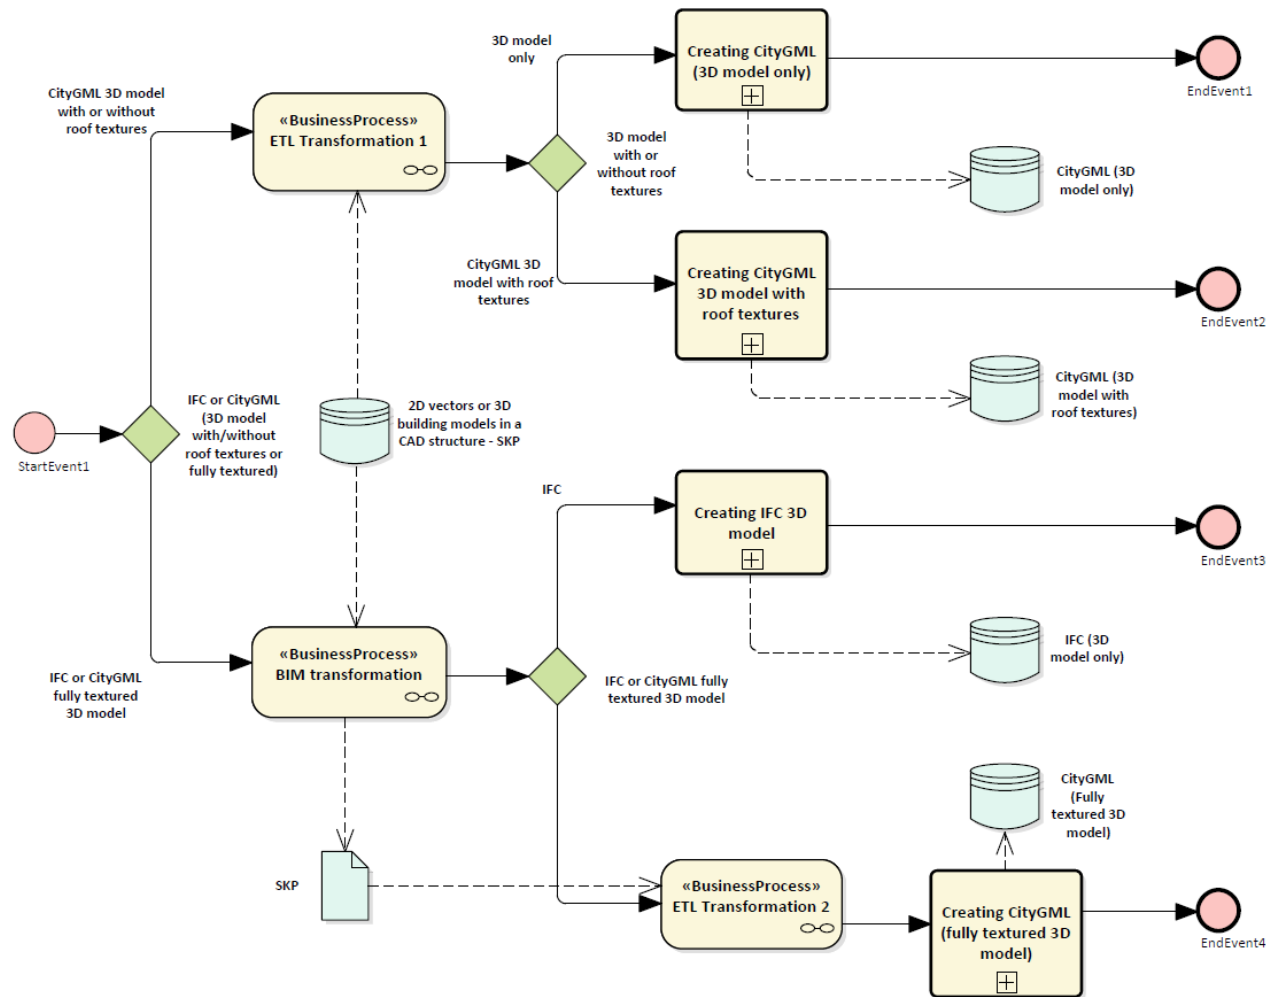 3D model
only
Creating CityGML
(3D model only)
EndEvent1
CityGML 3D model
with or without
roof textures
«BusinessProcess»
ETL Transformation 1
3D model
with or
without roof
textures
CityGML (3D
model only)
CityGML 3D
model with roof
textures
Creating CityGML
3D model with
roof textures
EndEvent2
CityGML (3D
model with
roof textures)
StartEvent1
IFC or CityGML
(3D model
with/without
roof textures or
fully textured)
2D vectors or 3D
building models in a
CAD structure - SKP
IFC
Creating IFC 3D
model
EndEvent3
IFC (3D
model only)
IFC or CityGML
fully textured
3D model
«BusinessProcess»
BIM transformation
IFC or CityGML fully
textured 3D model
CityGML
(Fully
textured 3D
model)
SKP
«BusinessProcess»
ETL Transformation 2
Creating CityGML
(fully textured 3D
model)
EndEvent4